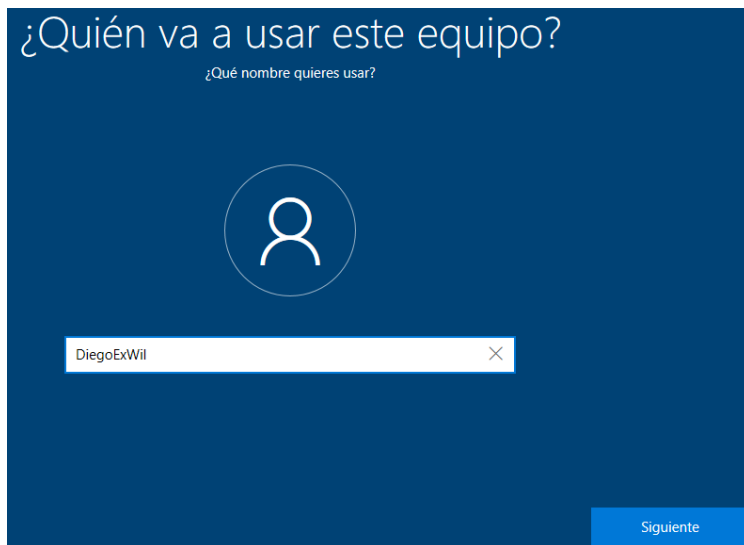 ¿Quién va a usar este equipo?
¿Qué nombre quieres usar?
DiegoExWil
Siguiente